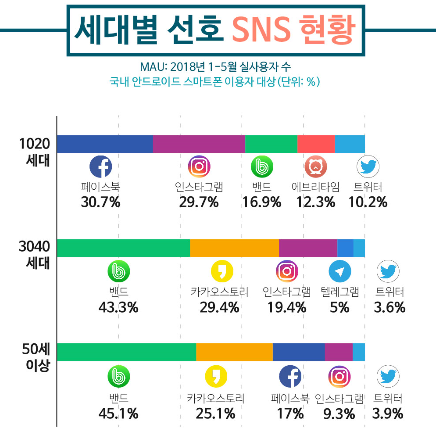 세대별 선호 SNS 현황
MAU: 2018년 1-5월 실사용자 수
국내 안드로이드 스마트폰 이용자 대상(단위: %)
1020
세대
페이스북 인스타그램 밴드 에브리타임 트위터
30.7% 29.7% 16.9% 12.3% 10.2%
3040
세대
밴드 카카오스토리 인스타그램 텔레그램 트위터
43.3% 29.4% 19.4% 5% 3.6%
50세
이상
밴드 카카오스토리 페이스북 인스타그램 트위터
45.1% 25.1% 17% 9.3% 3.9%